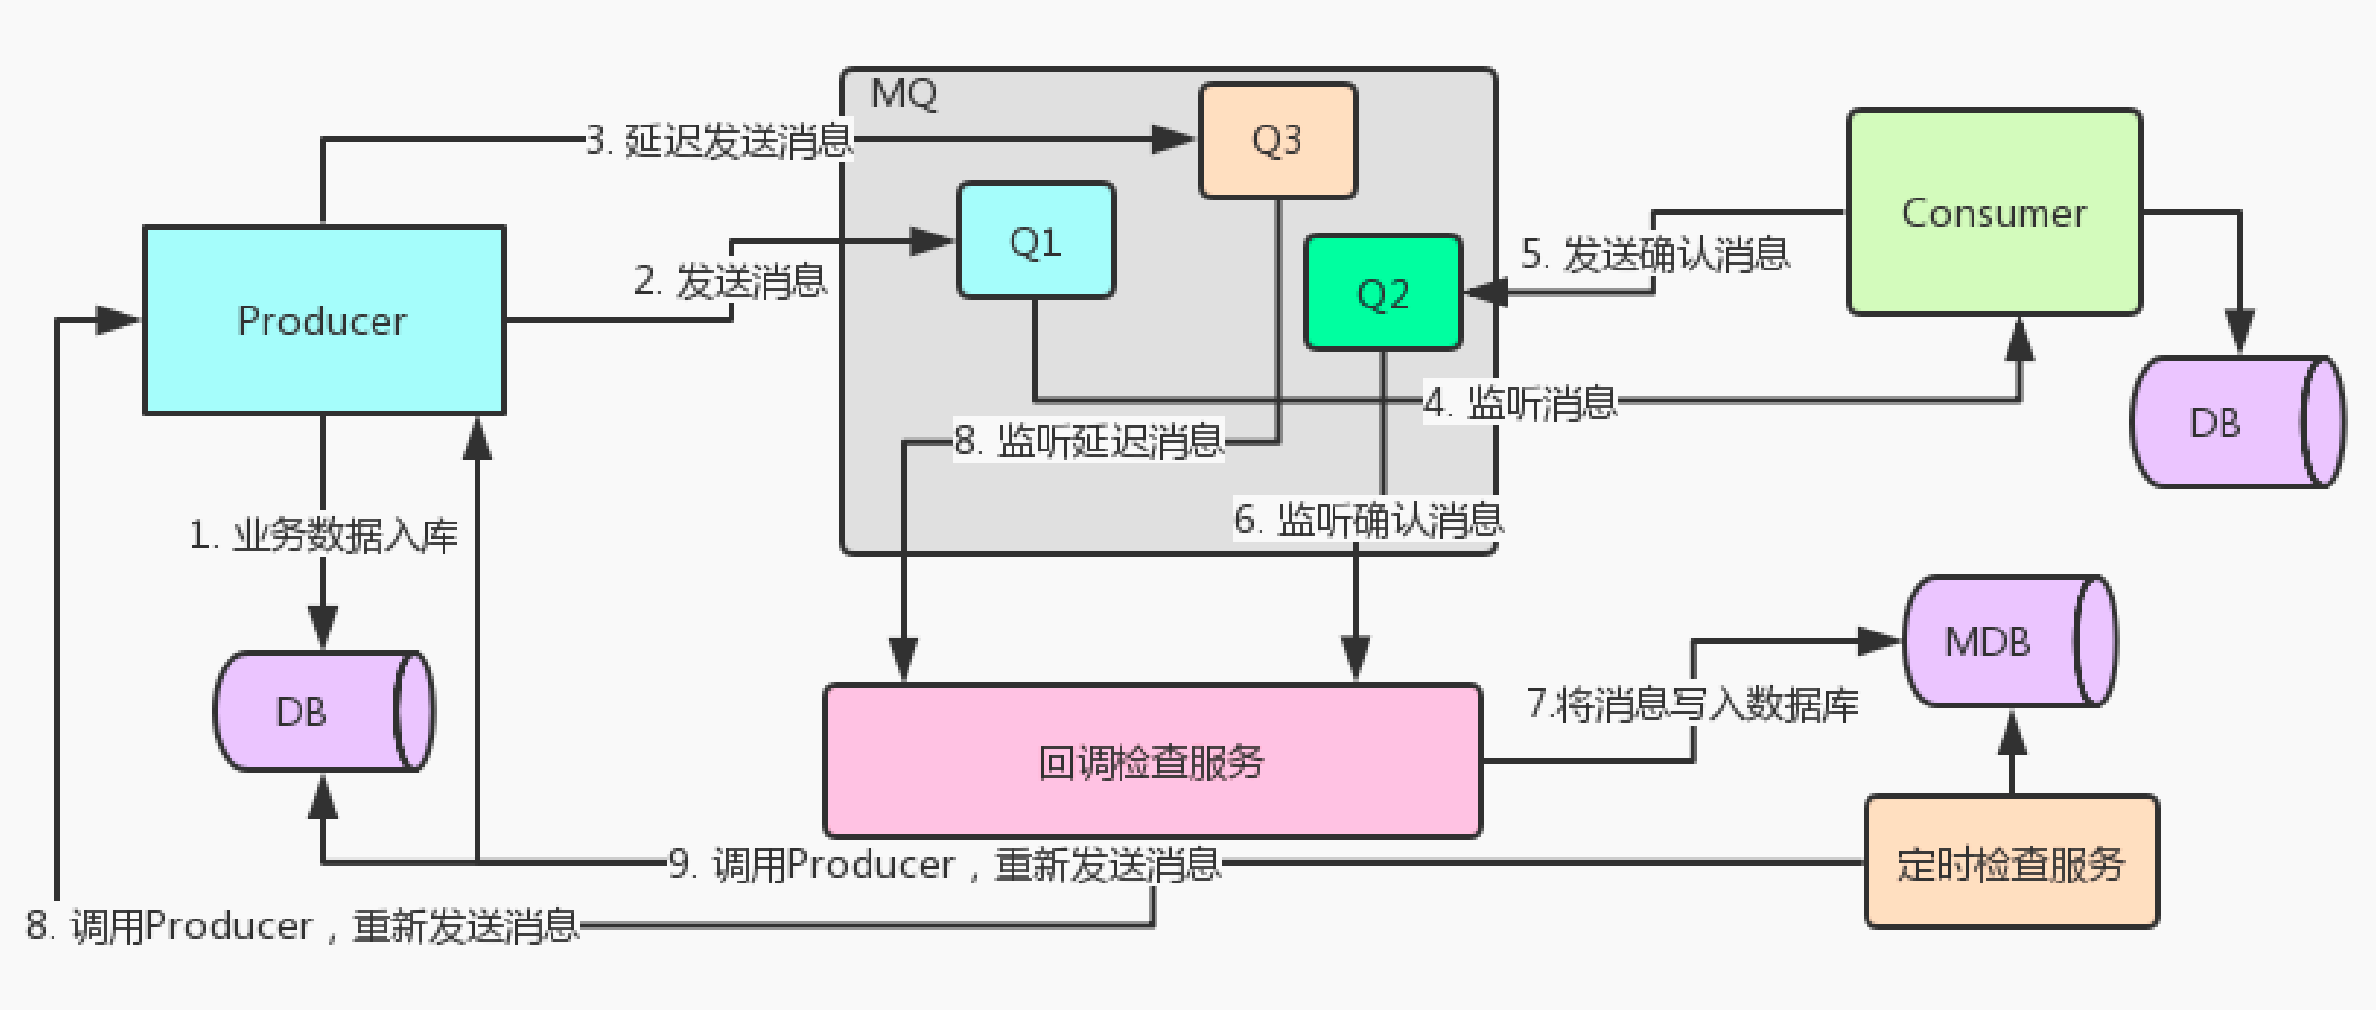 MQ
3. 延迟发送消息
Q3
Q1
Consumer
2. 发送消息
5. 发送确认消息
Q2
Producer
4. 监听消息
DB
8. 监听延迟消息
6. 监听确认消息
1. 业务数据入库
MDB
DB
7.将消息写入数据库
回调检查服务
9. 调用Producer，重新发送消息
定时检查服务
8. 调用Producer，重新发送消息